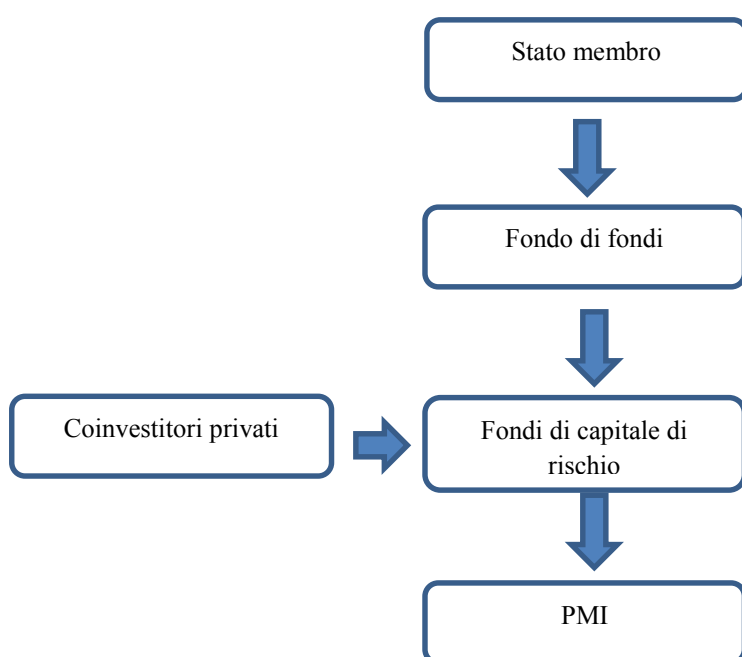 Stato membro
Fondo di fondi
Coinvestitori privati
Fondi di capitale di
rischio
PMI